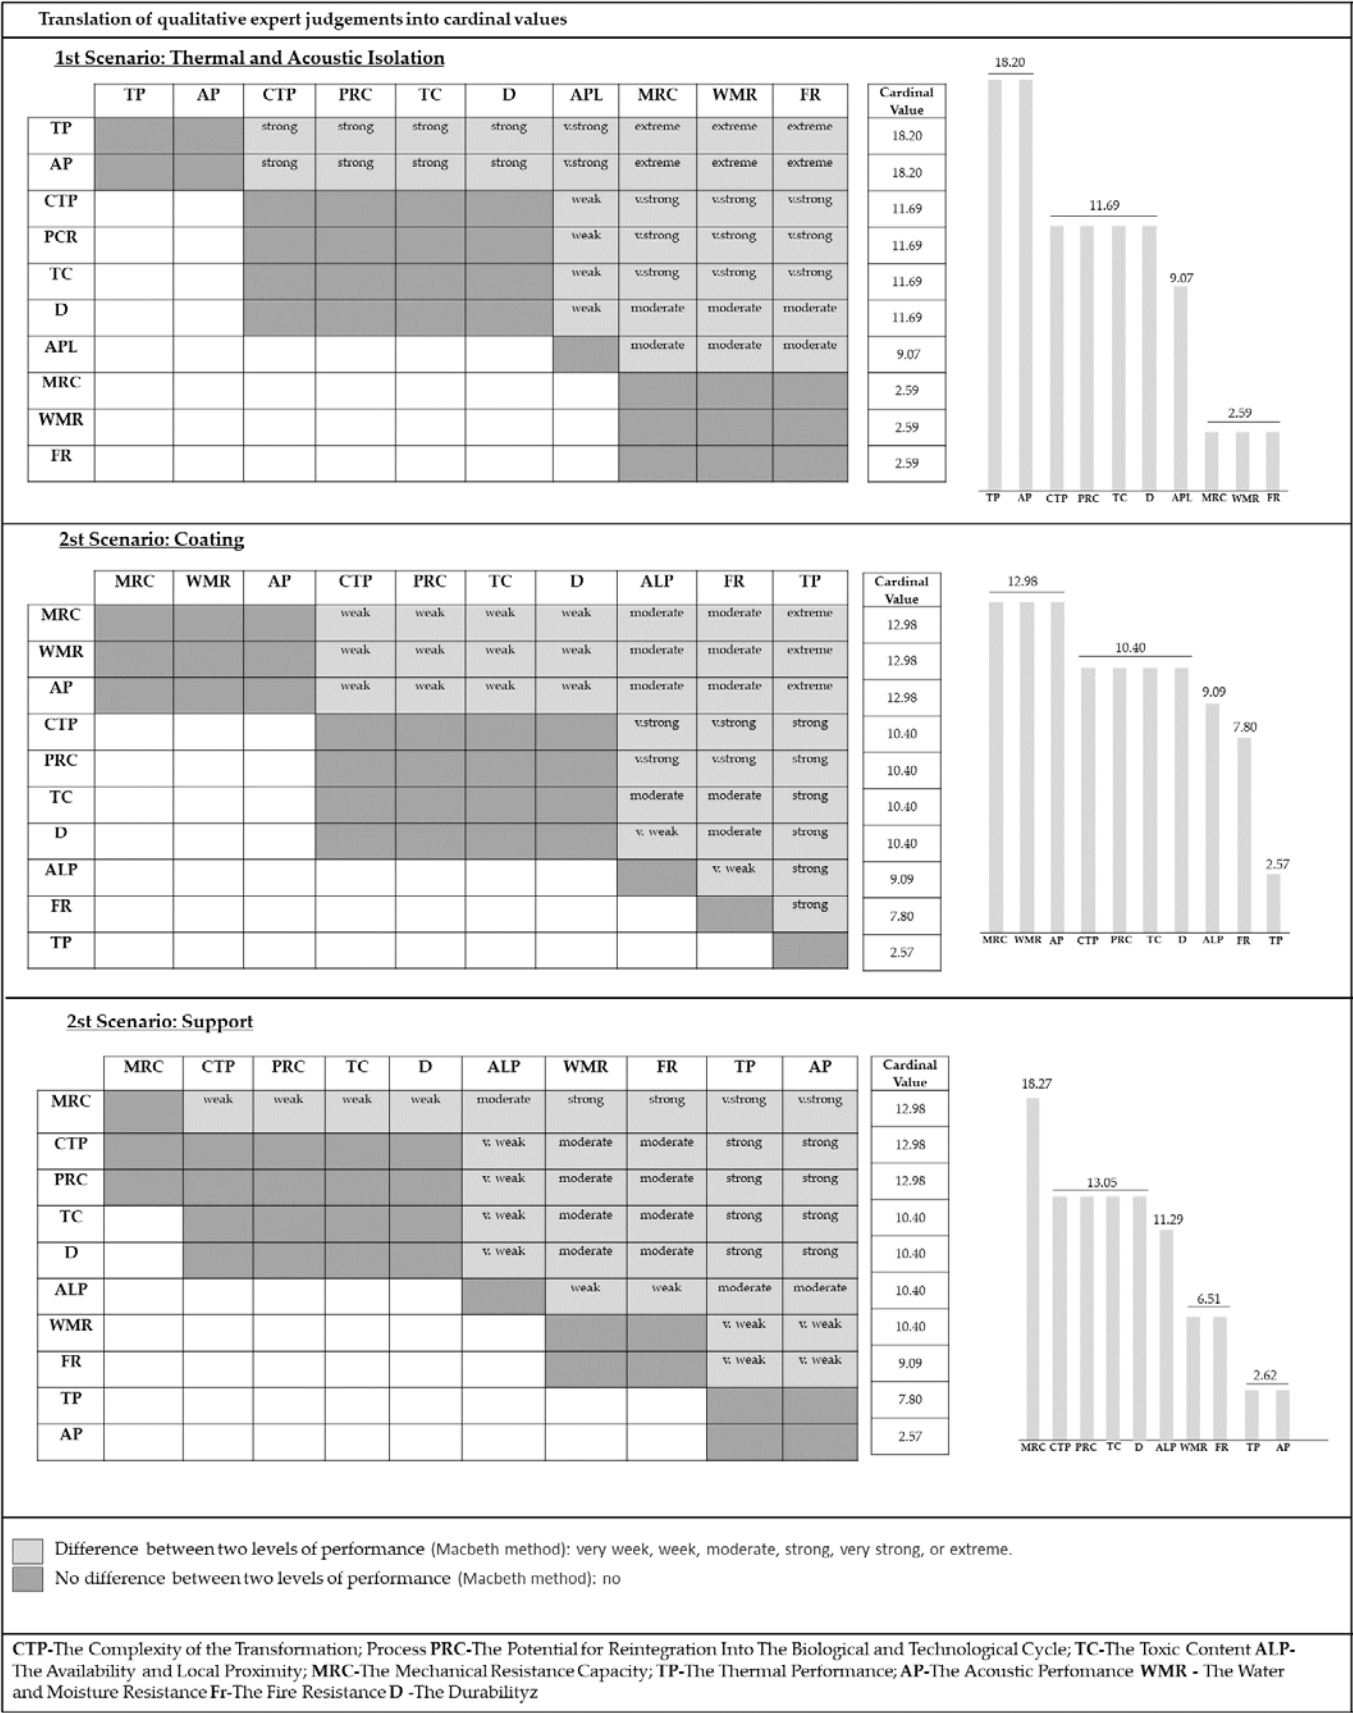 Translation of qualitative expert judgements into cardinal values
1st Scenario: Thermal and Acoustic Isolation
TP AP CTP PRC TC D APL MRC WMR FR Cardinal Value
TP strong strong strong strong v.strong extreme extreme extreme 18.20
AP strong strong strong strong v.strong extreme extreme extreme 18.20
CTP weak v.strong v.strong v.strong 11.69
PCR weak v.strong v.strong v.strong 11.69
TC weak v.strong v.strong v.strong 11.69
D weak moderate moderate moderate 11.69
APL moderate moderate moderate 9.07
MRC 2.59
WMR 2.59
FR 2.59
18.20
11.69
9.07
2.59
TP AP CTP PRC TC D APL MRC WMR FR
2st Scenario: Coating
MRC WMR AP CTP PRC TC D ALP FR TP Cardinal Value
MRC weak weak weak weak moderate moderate extreme 12.98
WMR weak weak weak weak moderate moderate extreme 12.98
AP weak weak weak weak moderate moderate extreme 12.98
CTP v.strong v.strong strong 10.40
PRC v.strong v.strong strong 10.40
TC moderate moderate strong 10.40
D v. weak moderate strong 10.40
ALP v. weak strong 9.09
FR strong 7.80
TP 2.57
12.98
10.40
9.09
7.80
2.57
MRC WMR AP CTP PRC TC D ALP FR TP
2st Scenario: Support
MRC CTP PRC TC D ALP WMR FR TP AP Cardinal Value
MRC weak weak weak weak moderate strong strong v.strong v.strong 12.98
CTP v. weak moderate moderate strong strong 12.98
PRC v. weak moderate moderate strong strong 12.98
TC v. weak moderate moderate strong strong 10.40
D v. weak moderate moderate strong strong 10.40
ALP weak weak moderate moderate 10.40
WMR v. weak v. weak 10.40
FR v. weak v. weak 9.09
TP 7.80
AP 2.57
18.27
13.05
11.29
6.51
2.62
MRC CTP PRC TC D ALP WMR FR TP AP
Difference between two levels of performance (Macbeth method): very week, week, moderate, strong, very strong, or extreme.
No difference between two levels of performance (Macbeth method): no
CTP-The Complexity of the Transformation; Process PRC-The Potential for Reintegration Into The Biological and Technological Cycle; TC-The Toxic Content ALP-
The Availability and Local Proximity; MRC-The Mechanical Resistance Capacity; TP-The Thermal Performance; AP-The Acoustic Perfomance WMR - The Water
and Moisture Resistance Fr-The Fire Resistance D -The Durabilityz